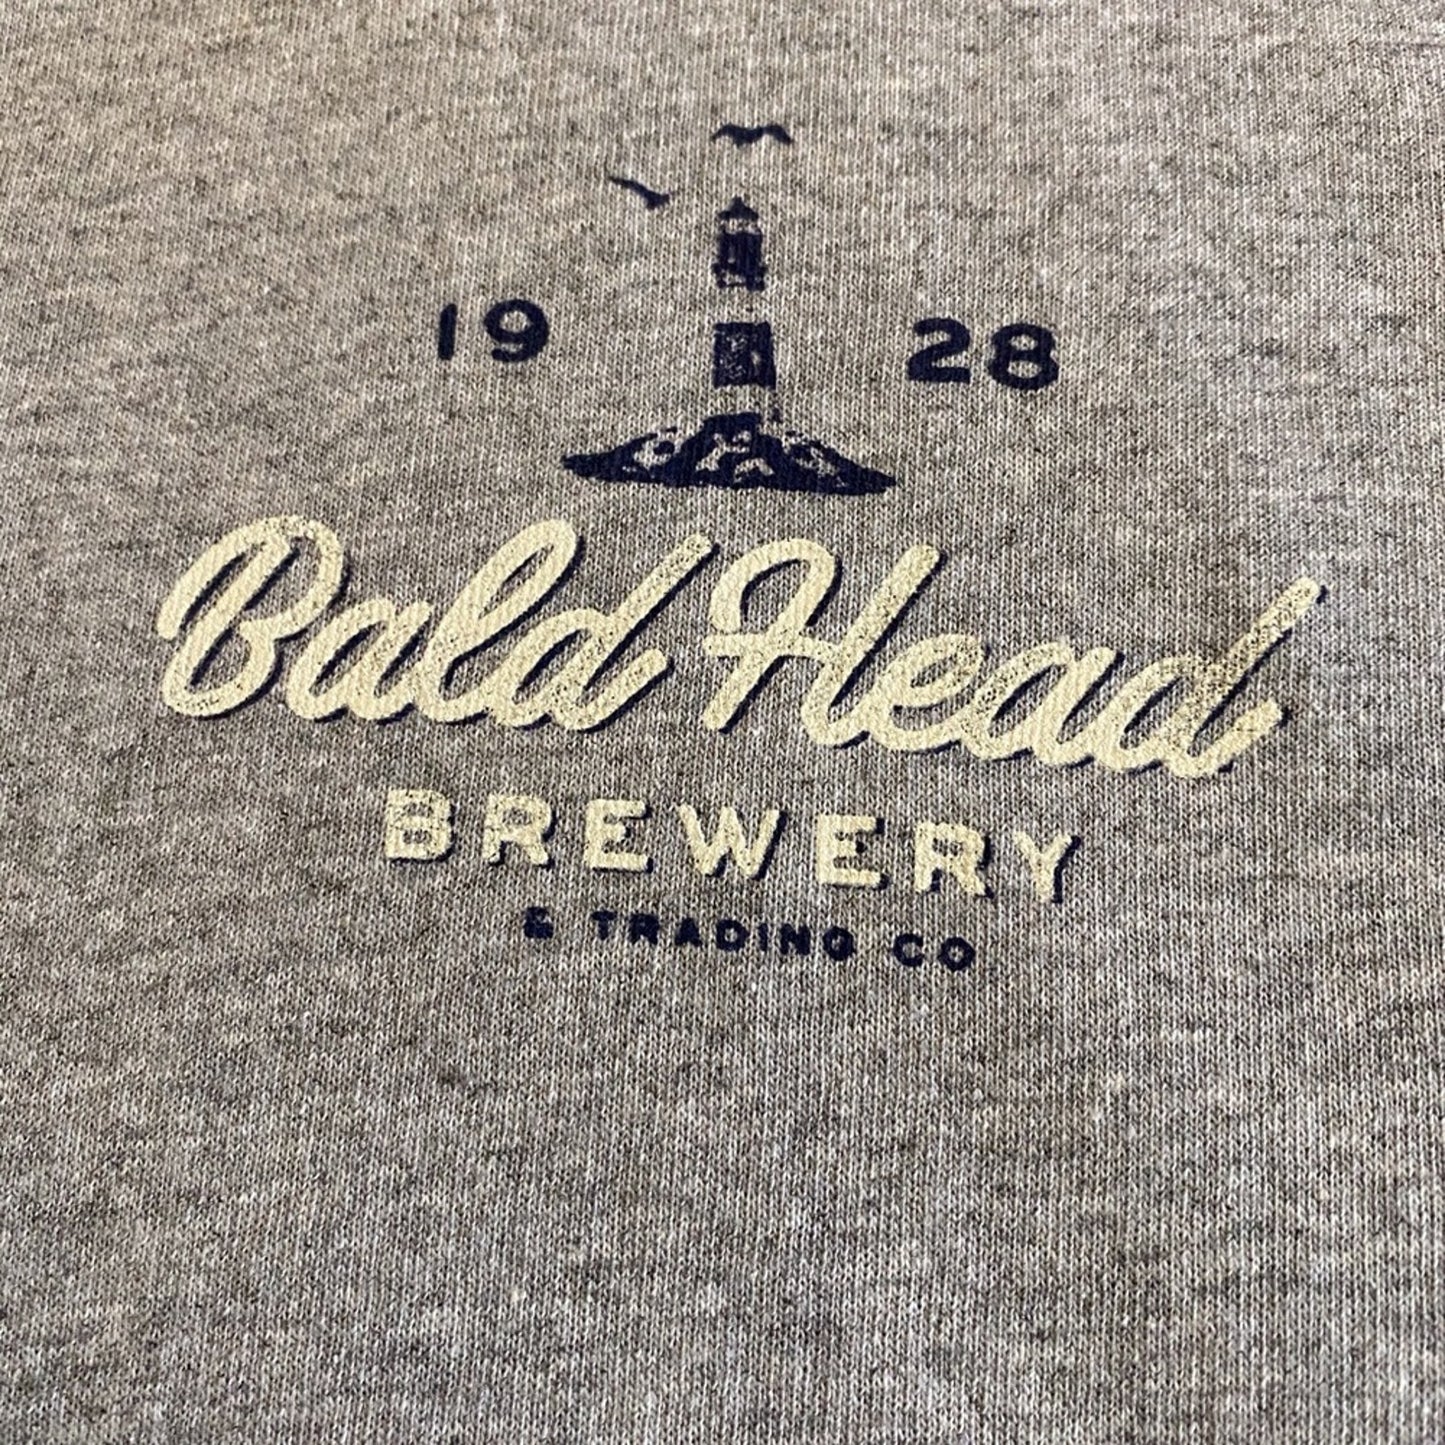 19 28
Bald Head
BREWERY
& TRADING CO